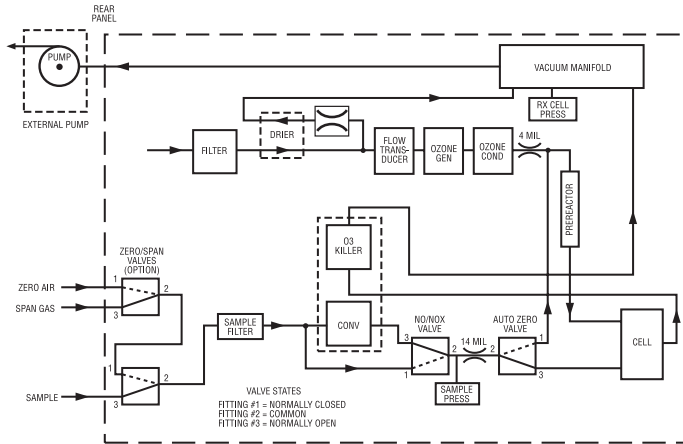 REAR
PANEL
PUMP
EXTERNAL PUMP
VACUUM MANIFOLD
RX CELL
PRESS
DRIER
FILTER
FLOW
TRANS-
DUCER
OZONE
GEN
OZONE
COND
4 MIL
PREREACTOR
O3
KILLER
ZERO/SPAN
VALVES
(OPTION)
ZERO AIR
SPAN GAS
1
2
3
SAMPLE
FILTER
CONV
NO/NOX
VALVE
3
2
1
14 MIL
AUTO ZERO
VALVE
2
1
3
CELL
SAMPLE
PRESS
SAMPLE
1
2
3
VALVE STATES
FITTING #1 = NORMALLY CLOSED
FITTING #2 = COMMON
FITTING #3 = NORMALLY OPEN